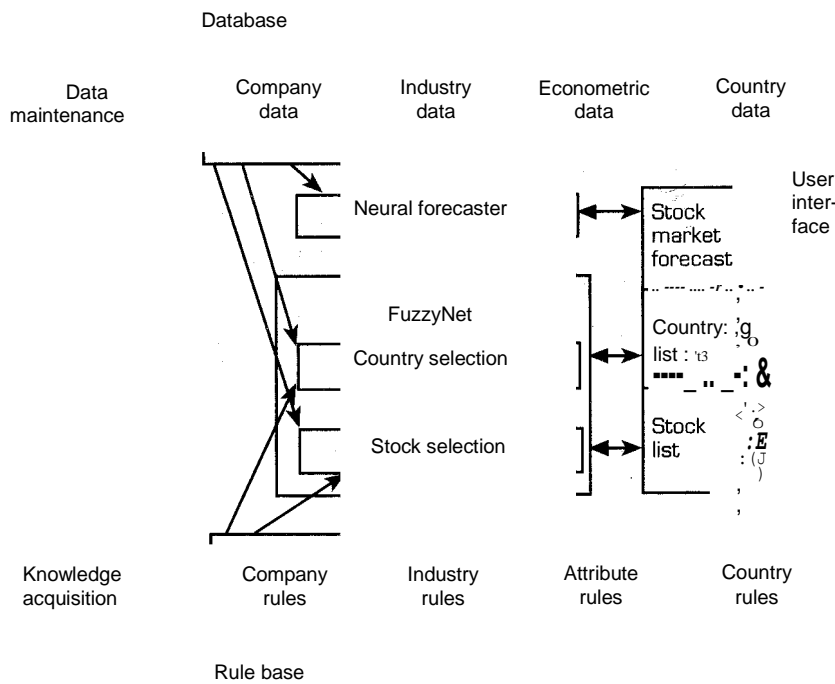 Database
Data maintenance
Company data
Industry data
Econometric data
Country data
Neural forecaster
Stock market forecast
User inter-face
FuzzyNet
Country selection
Country:
list :
Stock selection
Stock list
Knowledge acquisition
Company rules
Industry rules
Attribute rules
Country rules
Rule base